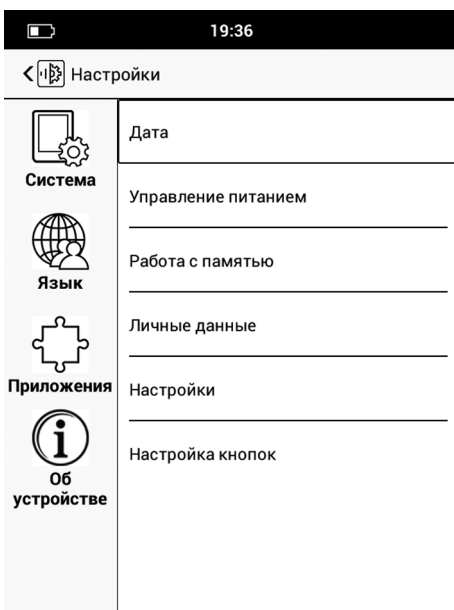 19:36
Настройки
Система
Язык
Приложения
Об
устройстве
Дата
Управление питанием
Работа с памятью
Личные данные
Настройки
Настройка кнопок